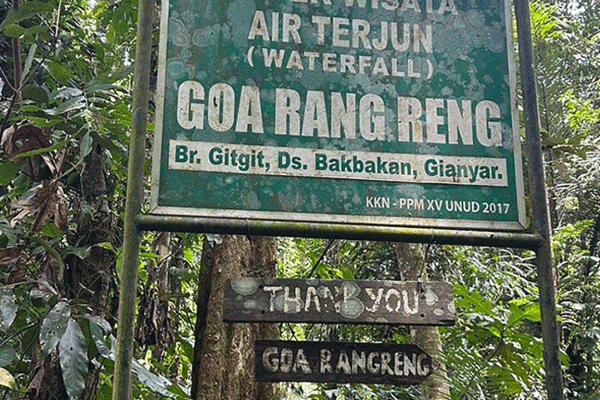 WISATA
AIR TERJUN
(WATERFALL)
GOA RANG RENG
Br. Gitgit, Ds. Bakbakan, Gianyar.
KKN - PPM XV UNUD 2017
THANK YOU
GOA RANGRENG